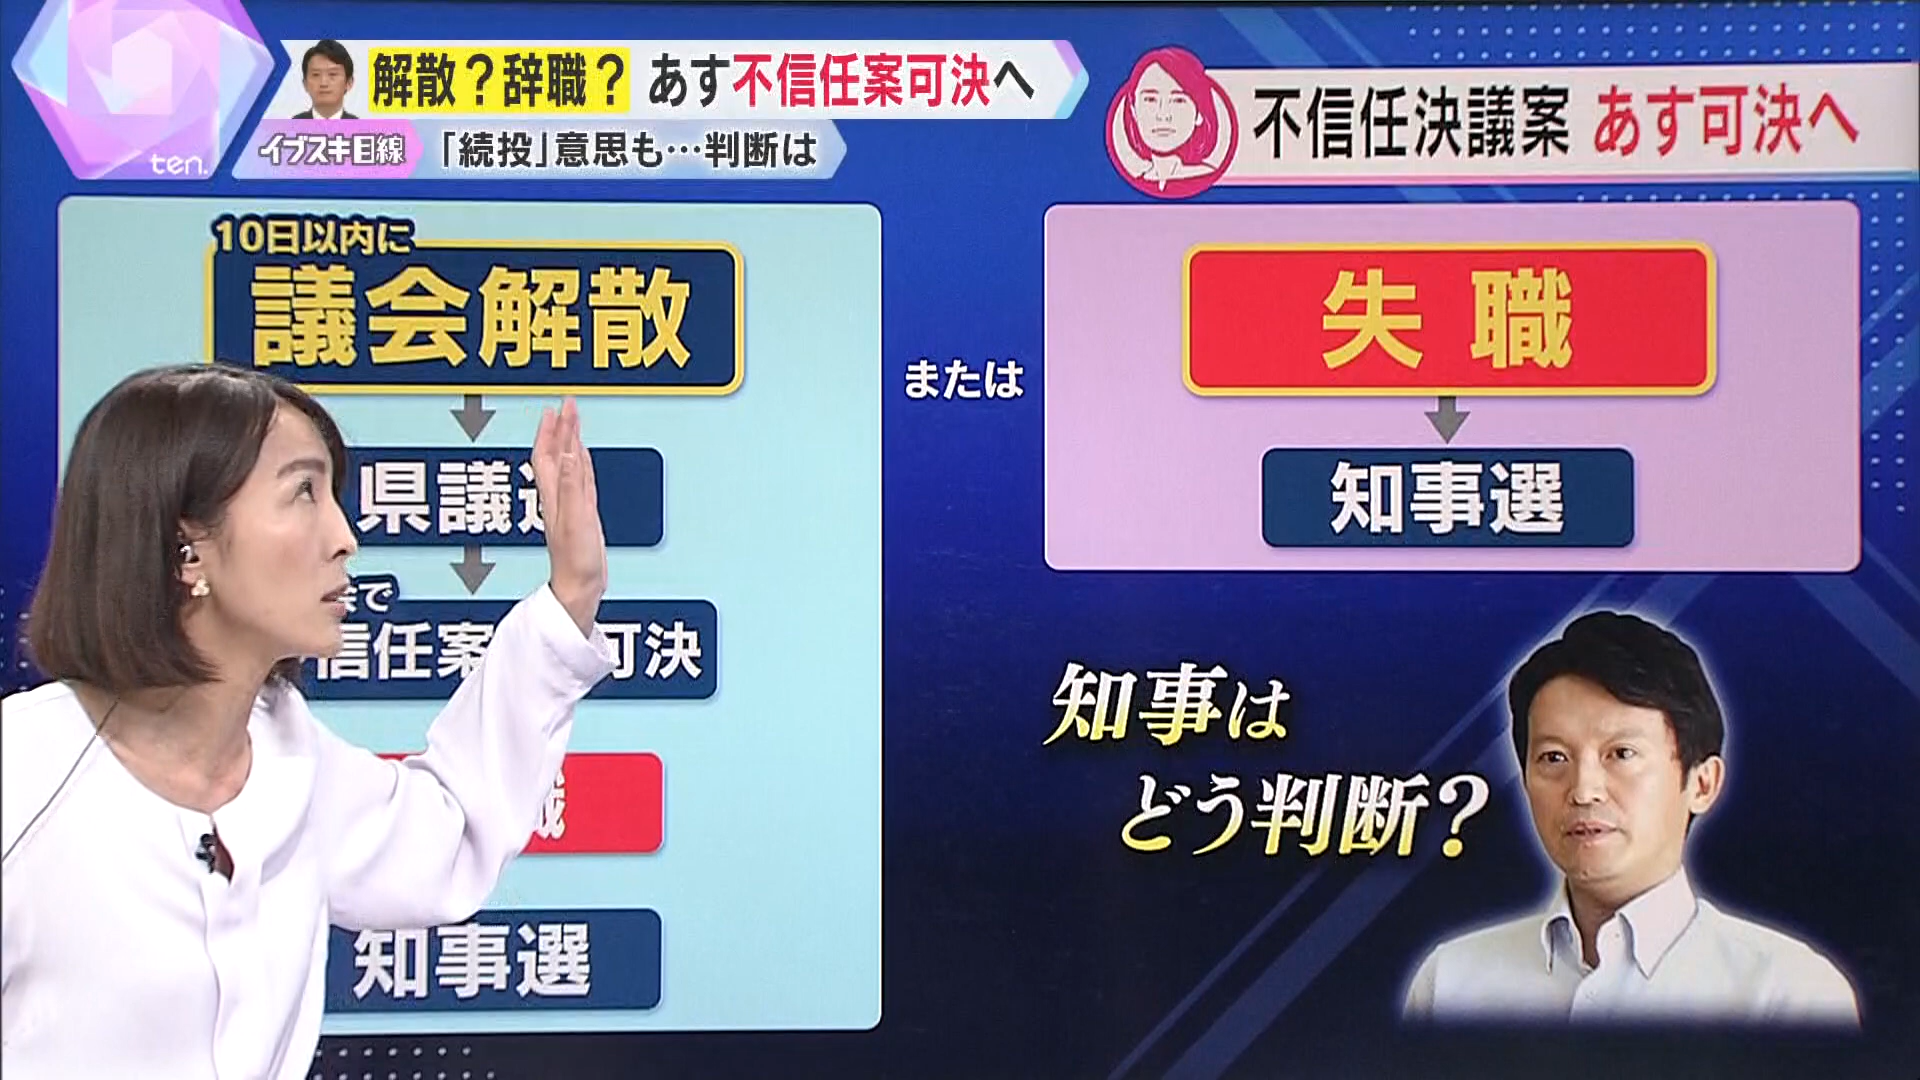 解散？辞職？ あす不信任案可決へ
イブスキ目線
「続投」意思も…判断は
ten.
不信任決議案 あす可決へ
10日以内に
議会解散
県議選
で
信任案 可決
職
知事選
または
失職
知事選
知事は
どう判断？